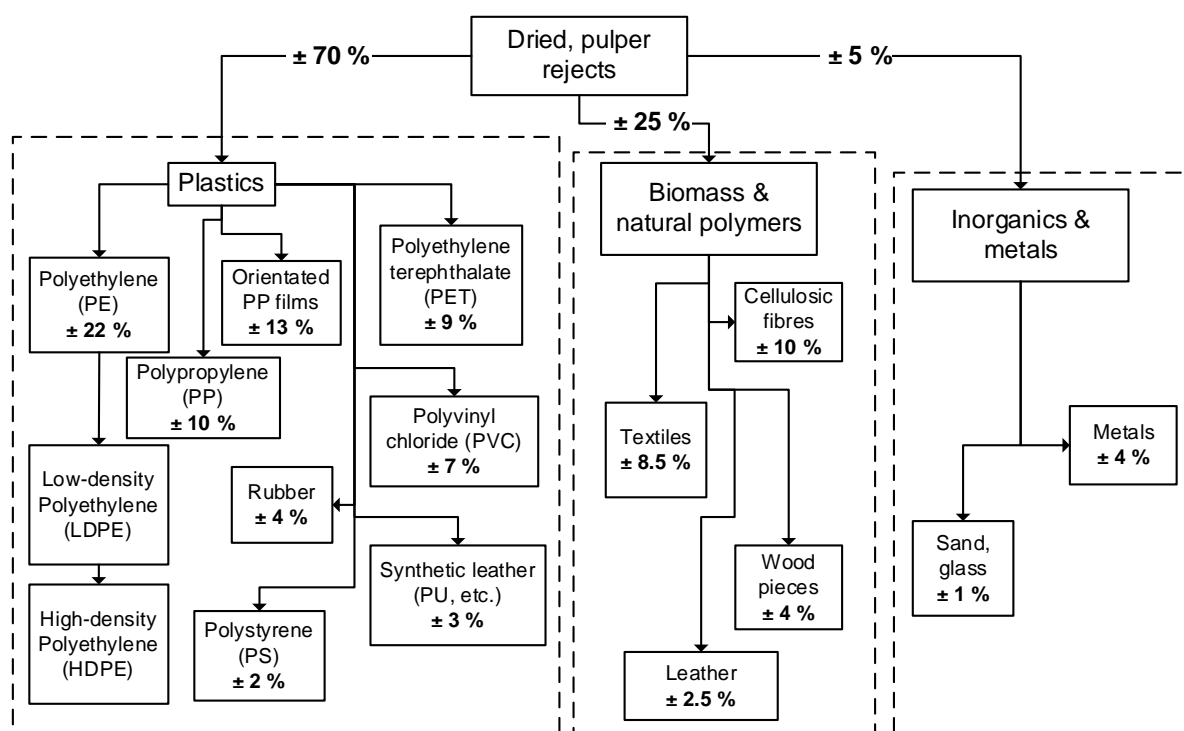 Dried, pulper
rejects
± 70 %
± 5 %
± 25 %
Plastics
Biomass &
natural polymers
Inorganics &
metals
Polyethylene
(PE)
± 22 %
Orientated
PP films
± 13 %
Polyethylene
terephthalate
(PET)
± 9 %
Cellulosic
fibres
± 10 %
Polypropylene
(PP)
± 10 %
Polyvinyl
chloride (PVC)
± 7 %
Textiles
± 8.5 %
Metals
± 4 %
Low-density
Polyethylene
(LDPE)
Rubber
± 4 %
Sand,
glass
± 1 %
Synthetic leather
(PU, etc.)
± 3 %
Wood
pieces
± 4 %
High-density
Polyethylene
(HDPE)
Polystyrene
(PS)
± 2 %
Leather
± 2.5 %